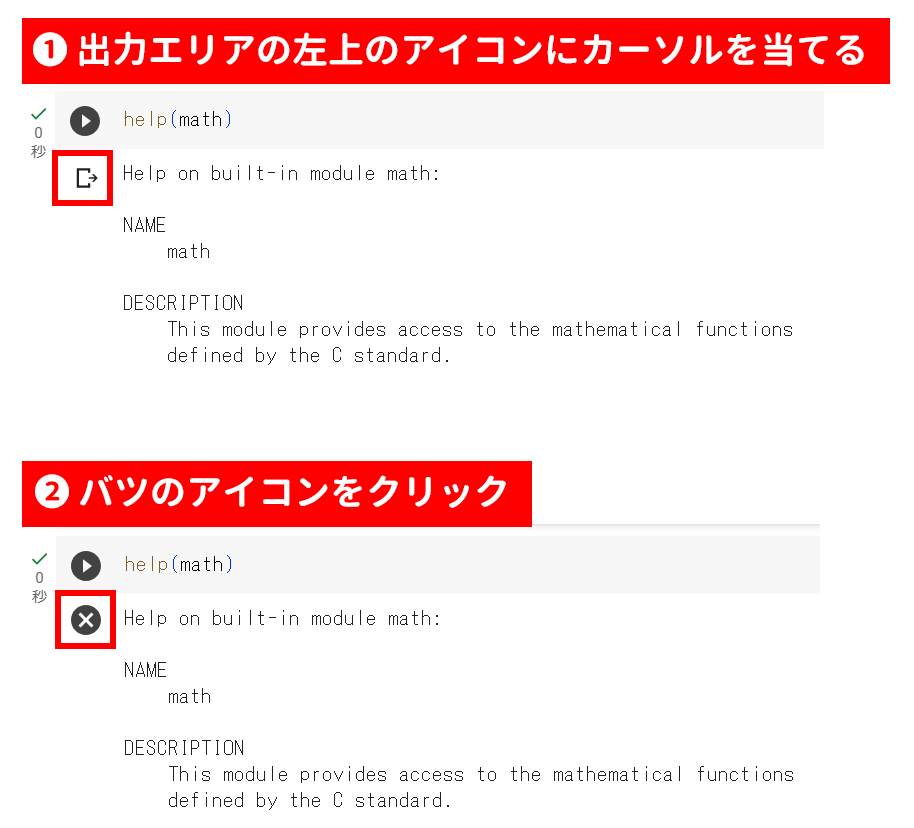 ❶ 出力エリアの左上のアイコンにカーソルを当てる
help(math)
0
秒
Help on built-in module math:
NAME
math
DESCRIPTION
This module provides access to the mathematical functions
defined by the C standard.
❷ バツのアイコンをクリック
help(math)
0
秒
Help on built-in module math:
NAME
math
DESCRIPTION
This module provides access to the mathematical functions
defined by the C standard.